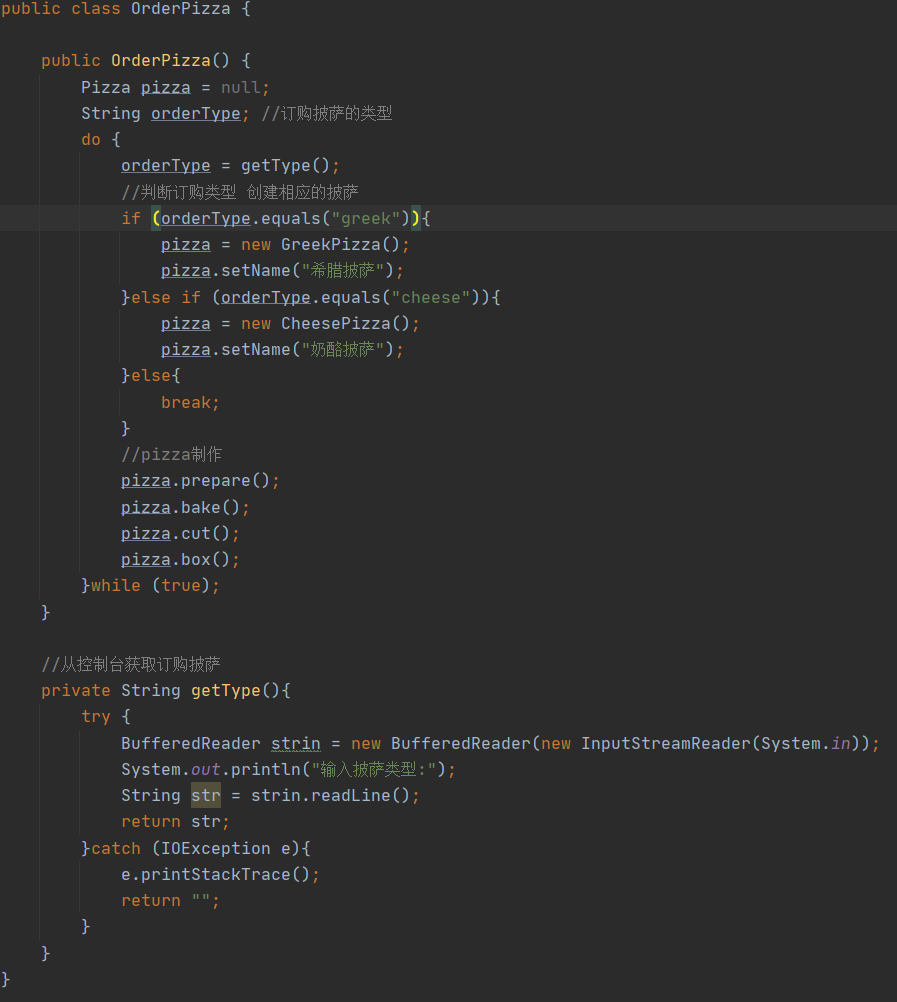 public class OrderPizza {
public OrderPizza() {
Pizza pizza = null;
String orderType; //订购披萨的类型
do {
orderType = getType();
//判断订购类型 创建相应的披萨
if (orderType.equals("greek")){
pizza = new GreekPizza();
pizza.setName("希腊披萨");
}else if (orderType.equals("cheese")){
pizza = new CheesePizza();
pizza.setName("奶酪披萨");
}else{
break;
}
//pizza制作
pizza.prepare();
pizza.bake();
pizza.cut();
pizza.box();
}while (true);
}
//从控制台获取订购披萨
private String getType(){
try {
BufferedReader strin = new BufferedReader(new InputStreamReader(System.in));
System.out.println("输入披萨类型:");
String str = strin.readLine();
return str;
}catch (IOException e){
e.printStackTrace();
return "";
}
}
}